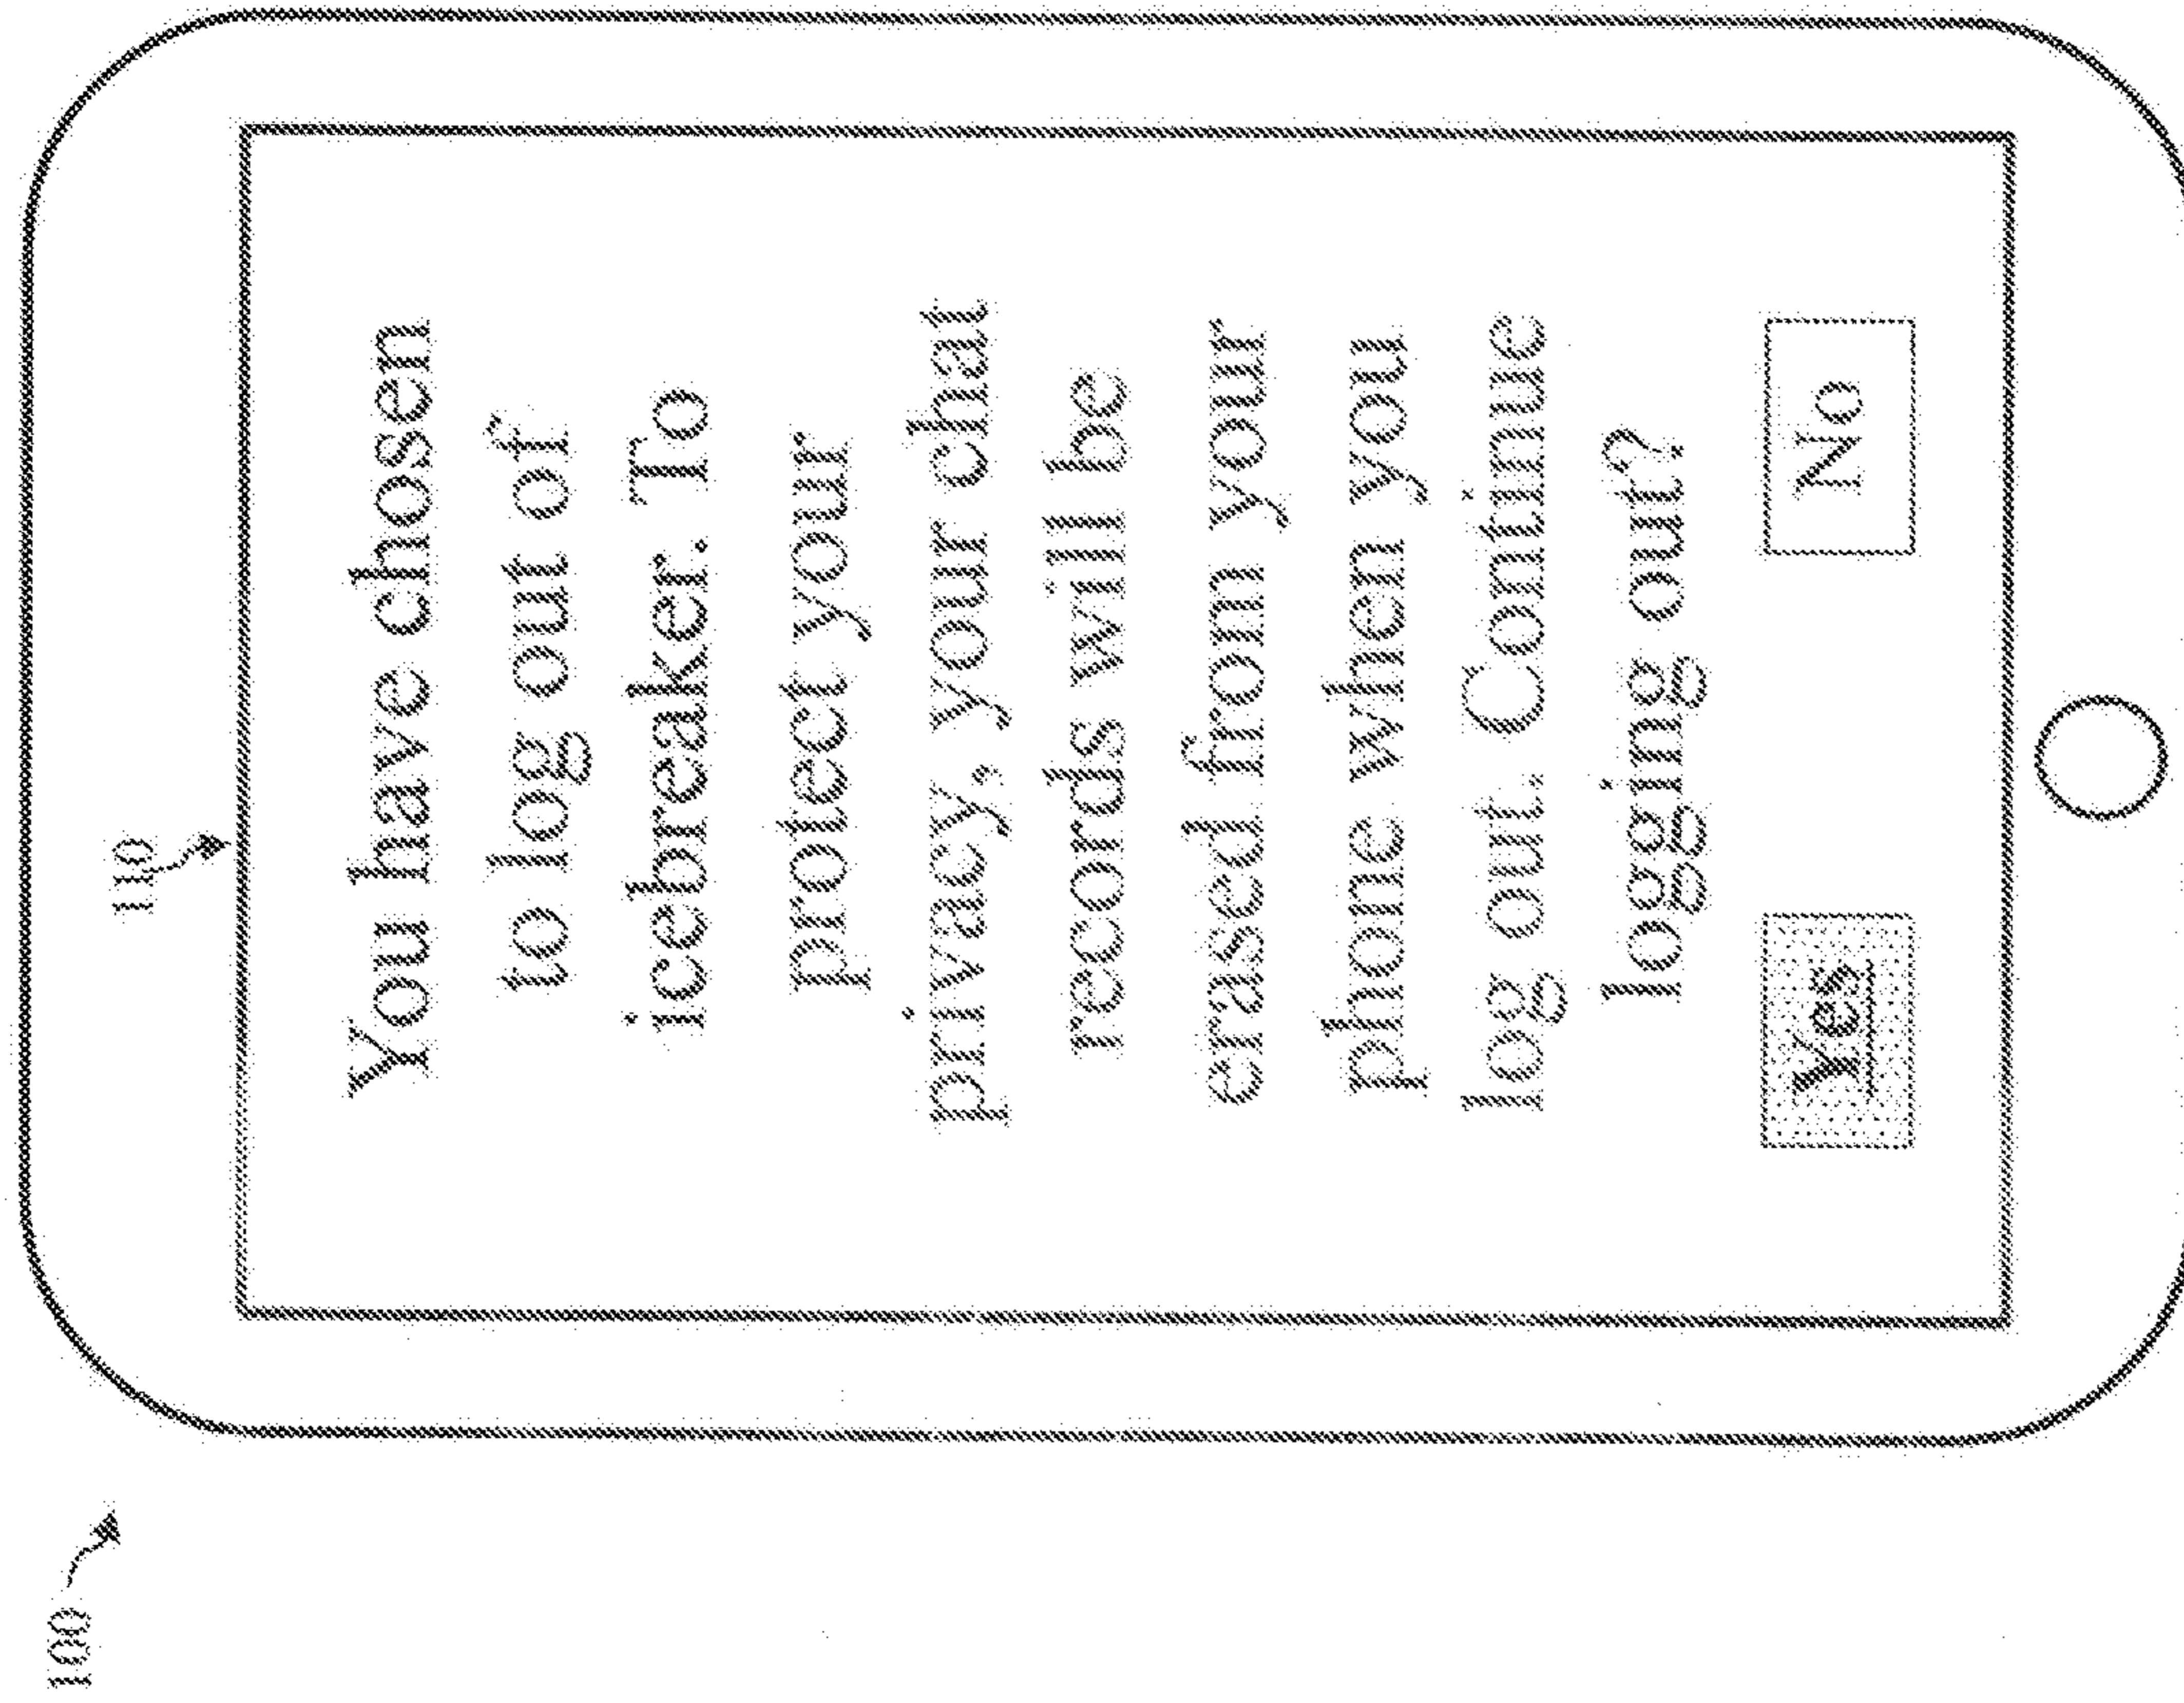 100
110
You have chosen
to log out of
icebreaker. To
protect your
privacy, your chat
records will be
erased from your
phone when you
log out. Continue
logging out?
Yes
No